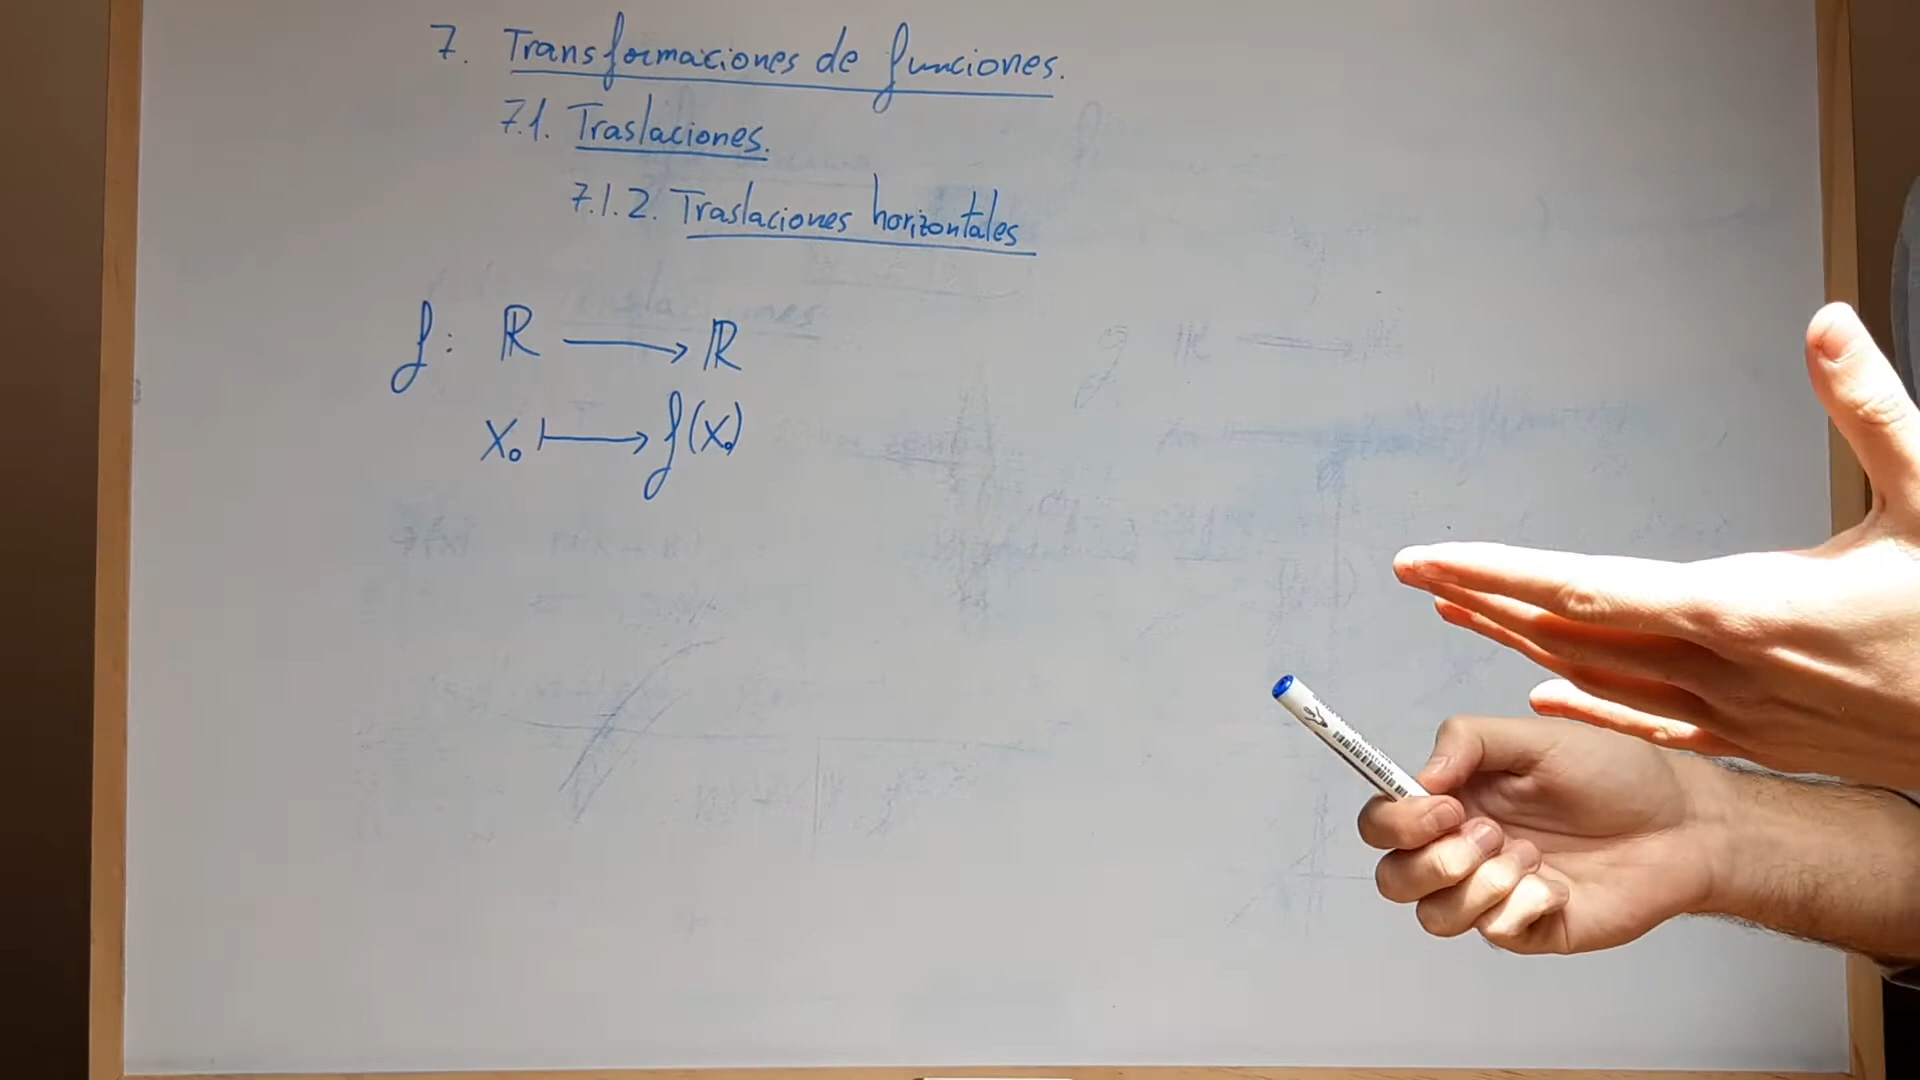 7. Transformaciones de funciones.
7.1. Traslaciones.
7.1.2. Traslaciones horizontales
f: ℝ ⟶ ℝ
x₀ ⟼ f(x₀)